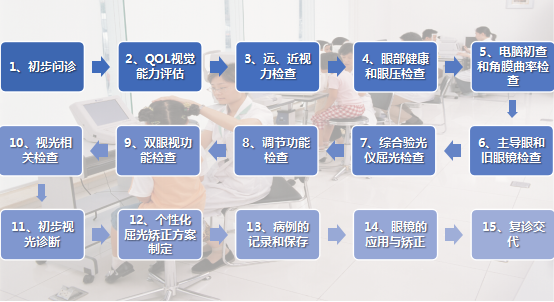 1、初步问诊
2、QOL视觉
能力评估
3、远、近视
力检查
4、眼部健康
和眼压检查
5、电脑初查
和角膜曲率检
查
10、视光相
关检查
9、双眼视功
能检查
8、调节功能
检查
7、综合验光
仪屈光检查
6、主导眼和
旧眼镜检查
11、初步视
光诊断
12、个性化
屈光矫正方案
制定
13、病例的
记录和保存
14、眼镜的
应用与矫正
15、复诊交
代